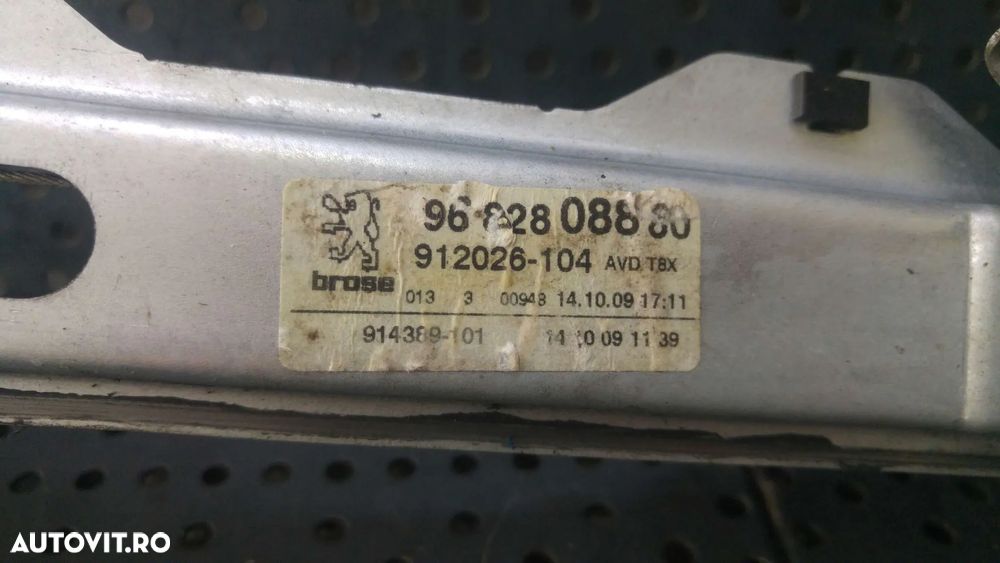 96 828 088 80
912026-104 AVD T8X
brose
013 3 00948 14.10.09 17:11
914389-101 14 10 09 11 39
AUTOVIT.RO